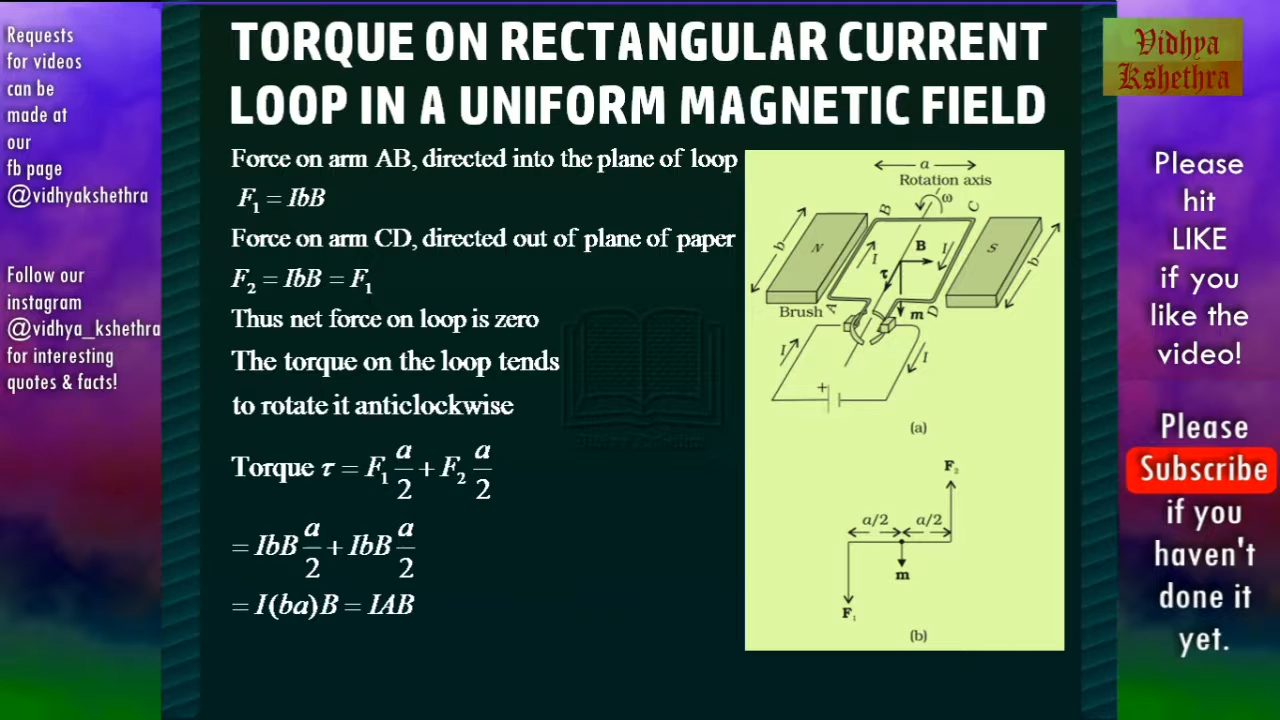 Requests
for videos
can be
made at
our
fb page
@vidhyakshethra
Follow our
instagram
@vidhya_kshethra
for interesting
quotes & facts!
TORQUE ON RECTANGULAR CURRENT
LOOP IN A UNIFORM MAGNETIC FIELD
Force on arm AB, directed into the plane of loop
F₁ = IbB
Force on arm CD, directed out of plane of paper
F₂ = IbB = F₁
Thus net force on loop is zero
The torque on the loop tends
to rotate it anticlockwise
Torque τ = F₁ a/2 + F₂ a/2
= IbB a/2 + IbB a/2
= I(ba)B = IAB
a
Rotation axis
ω
B
C
b
N
I
B
I
S
b
τ
Brush
A
m
D
I
I
+
(a)
F₂
a/2
a/2
m
F₁
(b)
Vidhya
Kshethra
Please
hit
LIKE
if you
like the
video!
Please
Subscribe
if you
haven't
done it
yet.